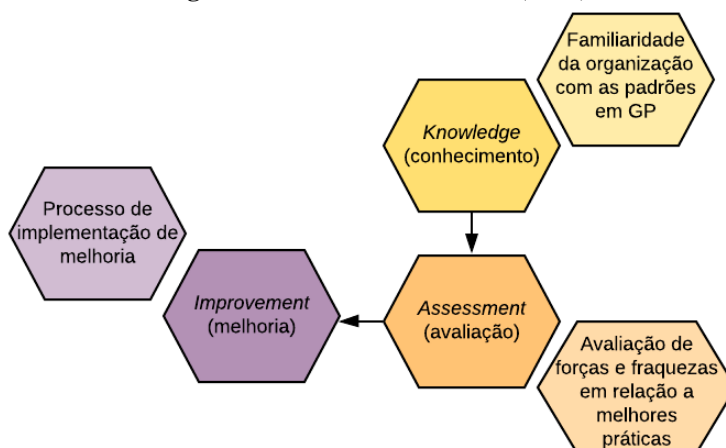 Familiaridade
da organização
com as padrões
em GP
Knowledge
(conhecimento)
Processo de
implementação de
melhoria
Improvement
(melhoria)
Assessment
(avaliação)
Avaliação de
forças e fraquezas
em relação a
melhores
práticas